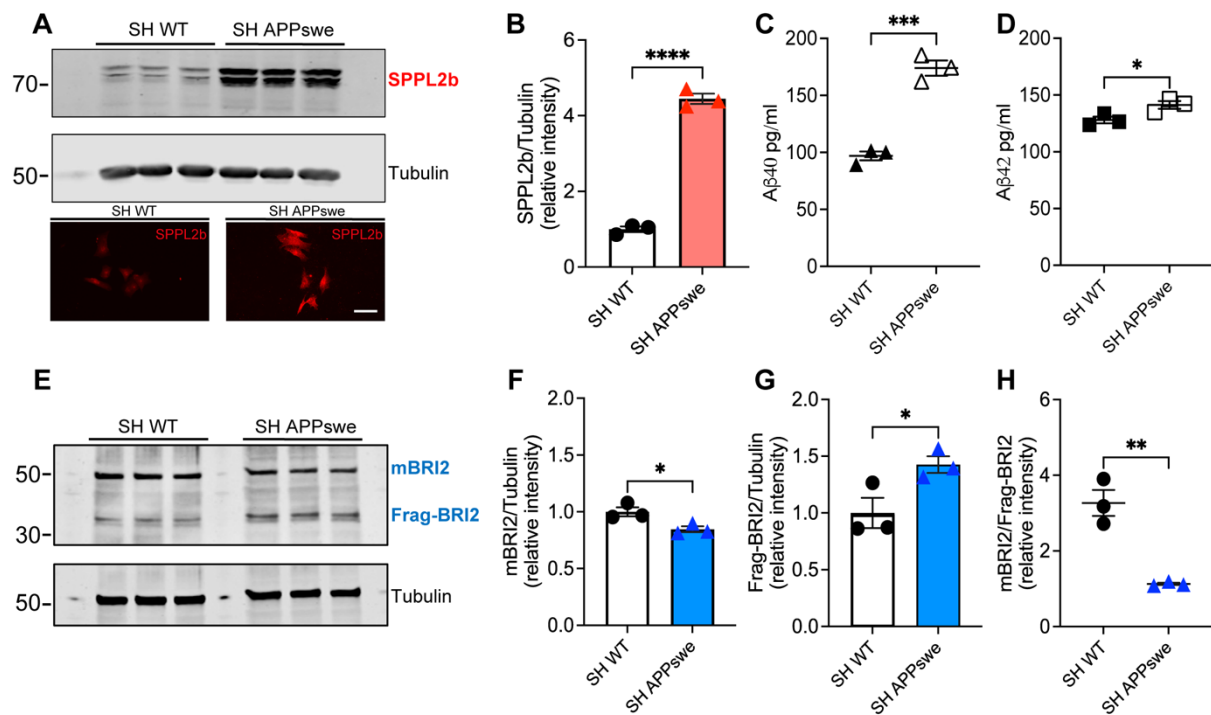 A
SH WT SH APPswe
70
SPPL2b
50
Tubulin
SH WT SH APPswe
SPPL2b SPPL2b
B
SPPL2b/Tubulin
(relative intensity)
6
4
2
0
****
SH WT
SH APPswe
C
Aβ40 pg/ml
200
150
100
50
0
***
SH WT
SH APPswe
D
Aβ42 pg/ml
200
150
100
50
0
*
SH WT
SH APPswe
E
SH WT SH APPswe
50
mBRI2
Frag-BRI2
30
50
Tubulin
F
mBRI2/Tubulin
(relative intensity)
2.0
1.5
1.0
0.5
0.0
*
SH WT
SH APPswe
G
Frag-BRI2/Tubulin
(relative intensity)
2.0
1.5
1.0
0.5
0.0
*
SH WT
SH APPswe
H
mBRI2/Frag-BRI2
(relative intensity)
6
4
2
0
**
SH WT
SH APPswe